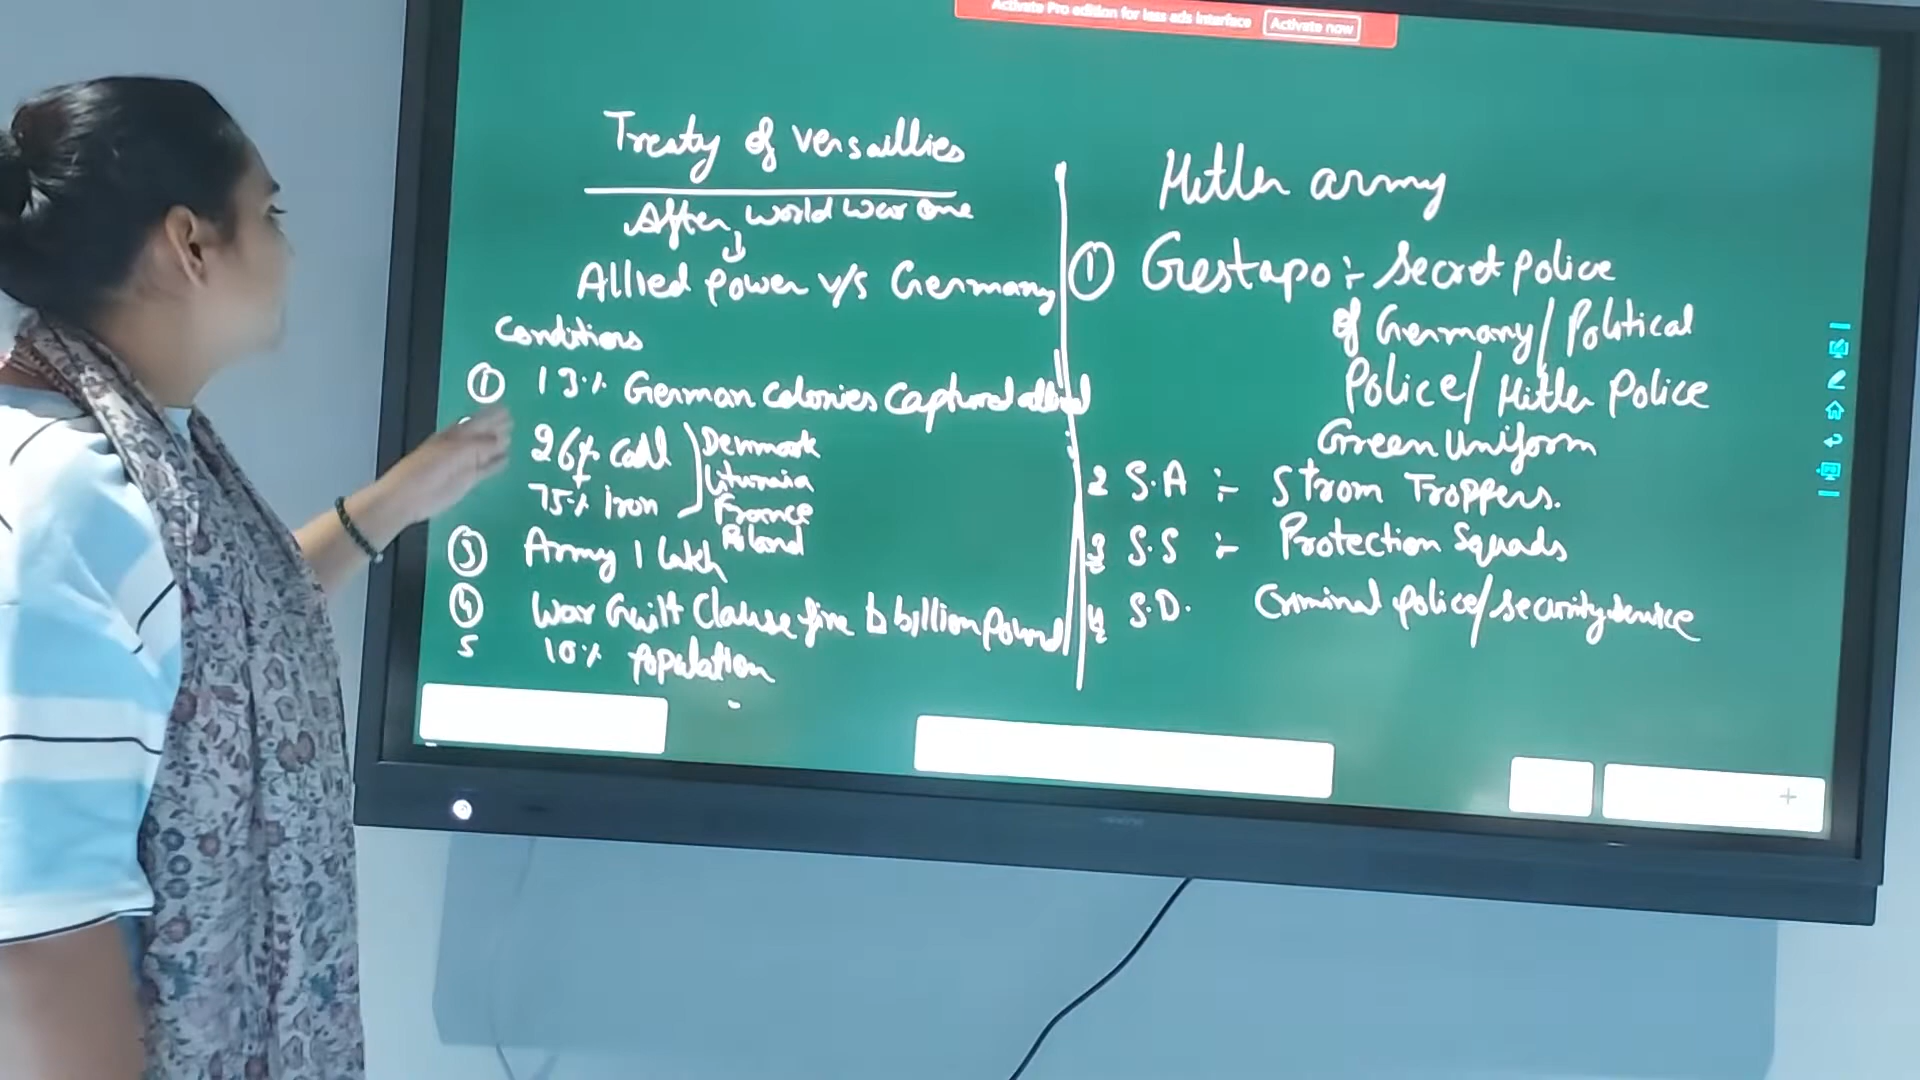 Activate Pro edition for less ads interface Activate now
Treaty of Versaillies
After World War One
Allied Power v/s Germany
Conditions
① 13% German Colonies Captured allied
26% Coal
75% Iron
Denmark
Lituraia
France
Poland
③ Army 1 lakh
④ War Guilt Clause fine 6 billion pound
5 10% Population
Hitler army
① Gestapo :- Secret police
of Germany/Political
Police/Hitler Police
Green Uniform
2 S.A :- Strom Troppers.
3 S.S :- Protection Squads
4 S.D. Criminal police/security service